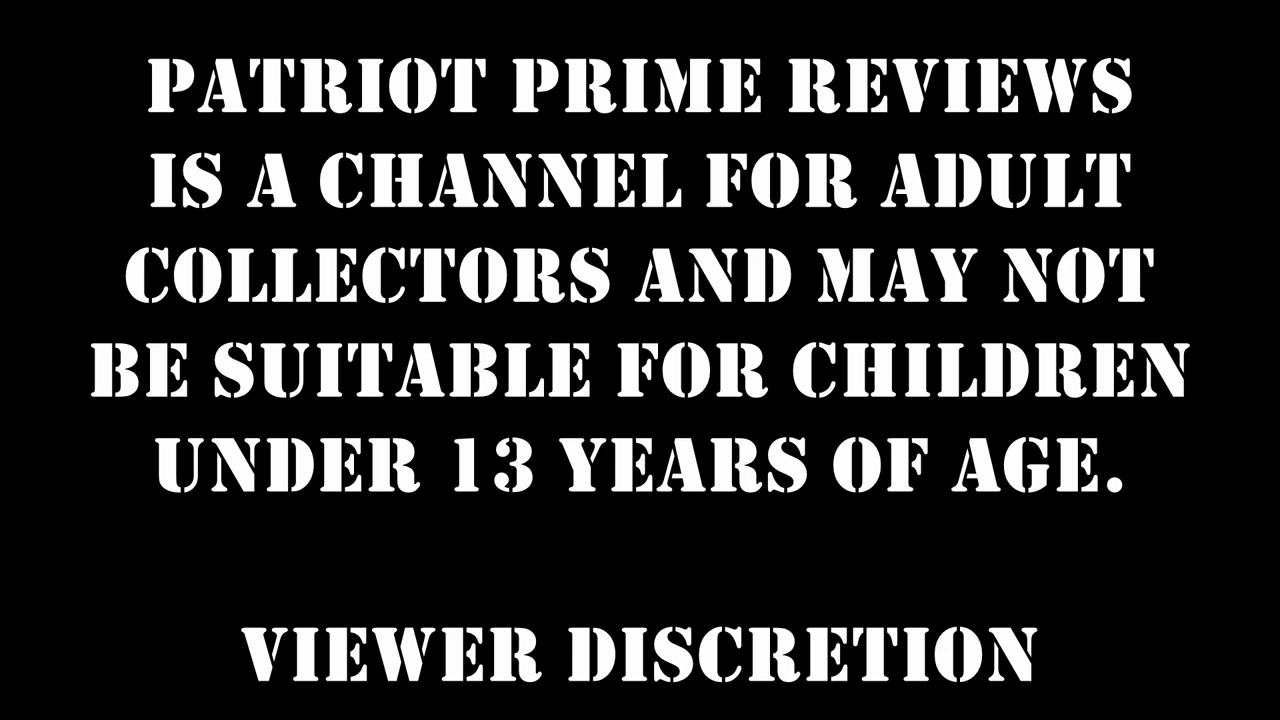 PATRIOT PRIME REVIEWS
IS A CHANNEL FOR ADULT
COLLECTORS AND MAY NOT
BE SUITABLE FOR CHILDREN
UNDER 13 YEARS OF AGE.
VIEWER DISCRETION